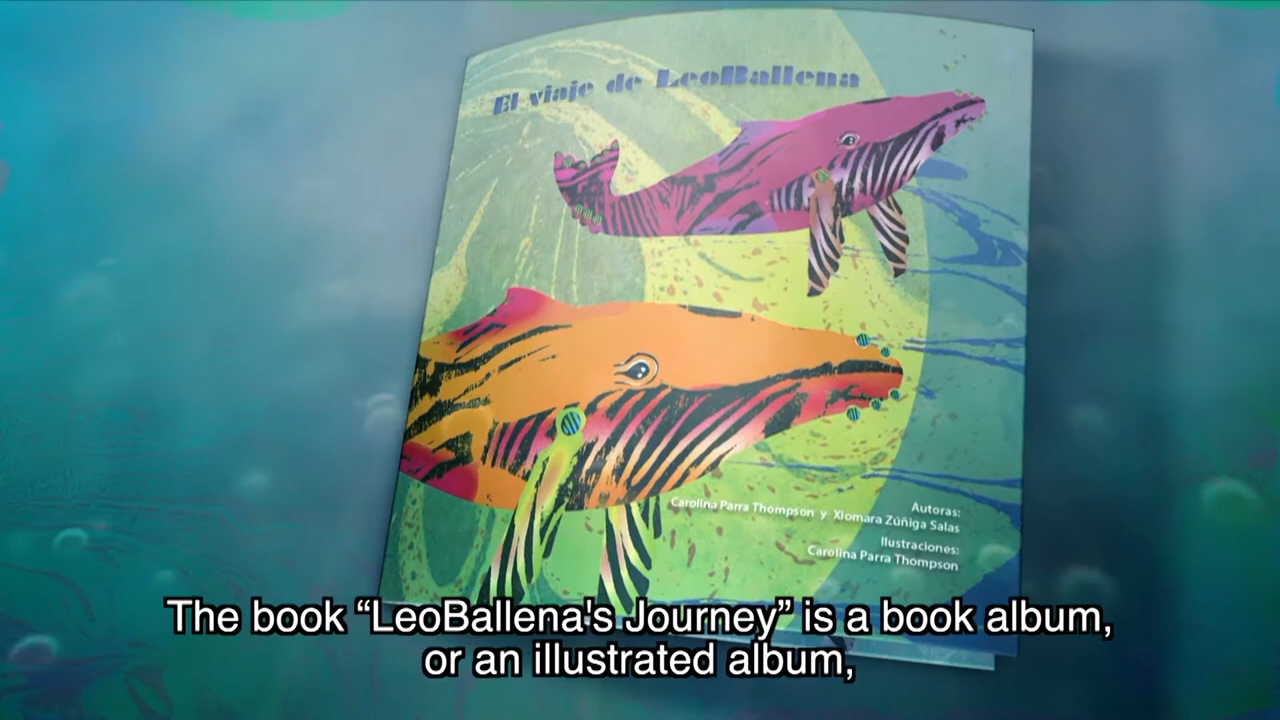 El viaje de LeoBallena
Autoras:
Carolina Parra Thompson y Xiomara Zúñiga Salas
Ilustraciones:
Carolina Parra Thompson
The book “LeoBallena's Journey” is a book album,
or an illustrated album,